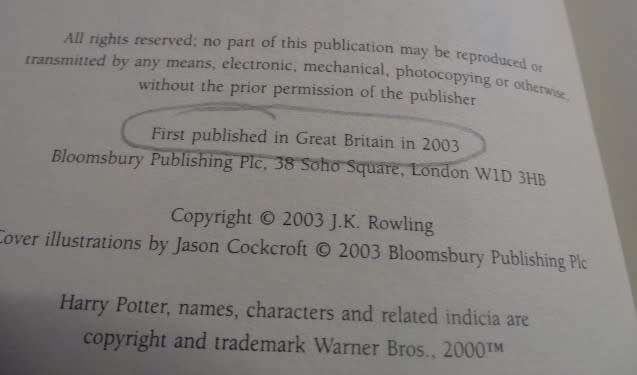 All rights reserved; no part of this publication may be reproduced or
transmitted by any means, electronic, mechanical, photocopying or otherwise,
without the prior permission of the publisher
First published in Great Britain in 2003
Bloomsbury Publishing Plc, 38 Soho Square, London W1D 3HB
Copyright © 2003 J.K. Rowling
Cover illustrations by Jason Cockcroft © 2003 Bloomsbury Publishing Plc
Harry Potter, names, characters and related indicia are
copyright and trademark Warner Bros., 2000™